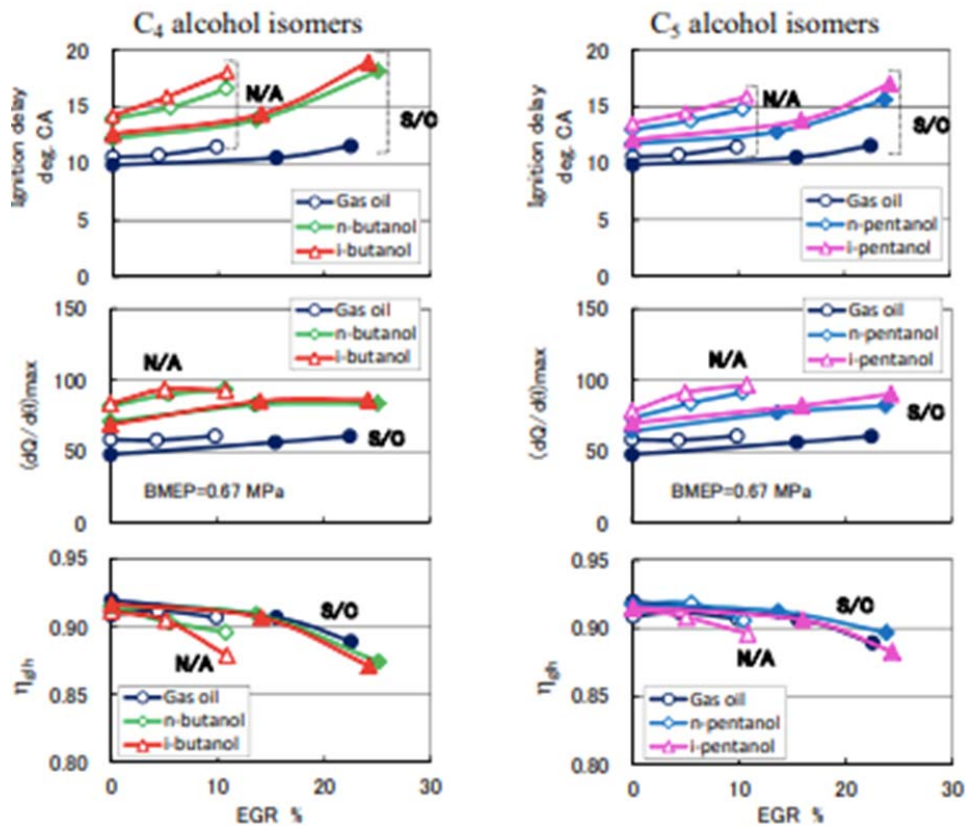 C4 alcohol isomers
20
15
10
5
0
Ignition delay
deg. CA
N/A
S/C
Gas oil
n-butanol
i-butanol
150
100
50
0
(dQ/dθ)max
Gas oil
n-butanol
i-butanol
N/A
S/C
BMEP=0.67 MPa
0.95
0.90
0.85
0.80
ηglh
S/C
N/A
Gas oil
n-butanol
i-butanol
0 10 20 30
EGR %
C5 alcohol isomers
20
15
10
5
0
Ignition delay
deg. CA
N/A
S/C
Gas oil
n-pentanol
i-pentanol
150
100
50
0
(dQ/dθ)max
Gas oil
n-pentanol
i-pentanol
N/A
S/C
BMEP=0.67 MPa
0.95
0.90
0.85
0.80
ηglh
S/C
N/A
Gas oil
n-pentanol
i-pentanol
0 10 20 30
EGR %